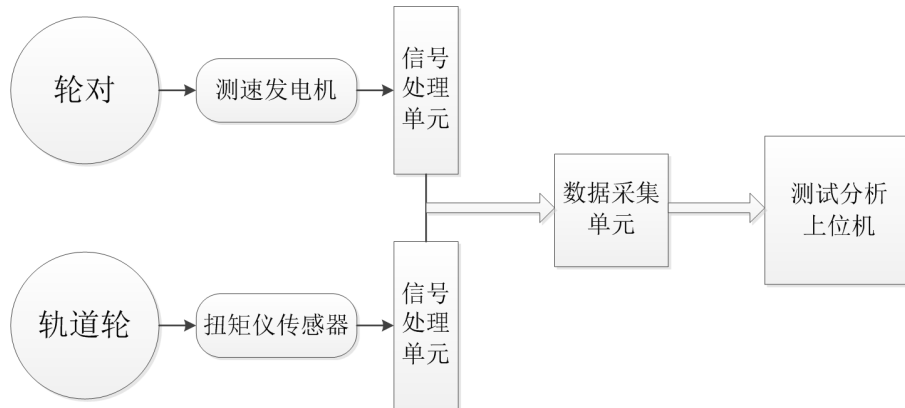 轮对
测速发电机
信号
处理
单元
轨道轮
扭矩仪传感器
信号
处理
单元
数据采集
单元
测试分析
上位机